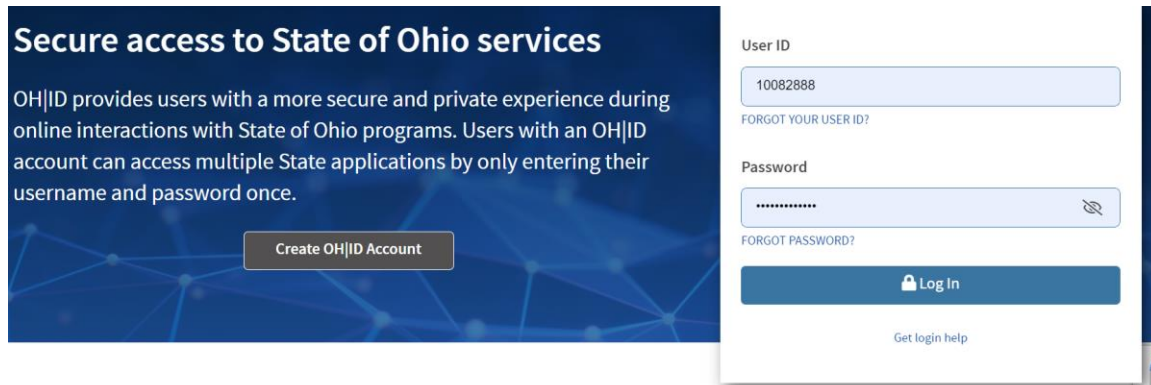 Secure access to State of Ohio services
OH|ID provides users with a more secure and private experience during
online interactions with State of Ohio programs. Users with an OH|ID
account can access multiple State applications by only entering their
username and password once.
Create OH|ID Account
User ID
10082888
FORGOT YOUR USER ID?
Password
•••••••••••••
FORGOT PASSWORD?
Log In
Get login help